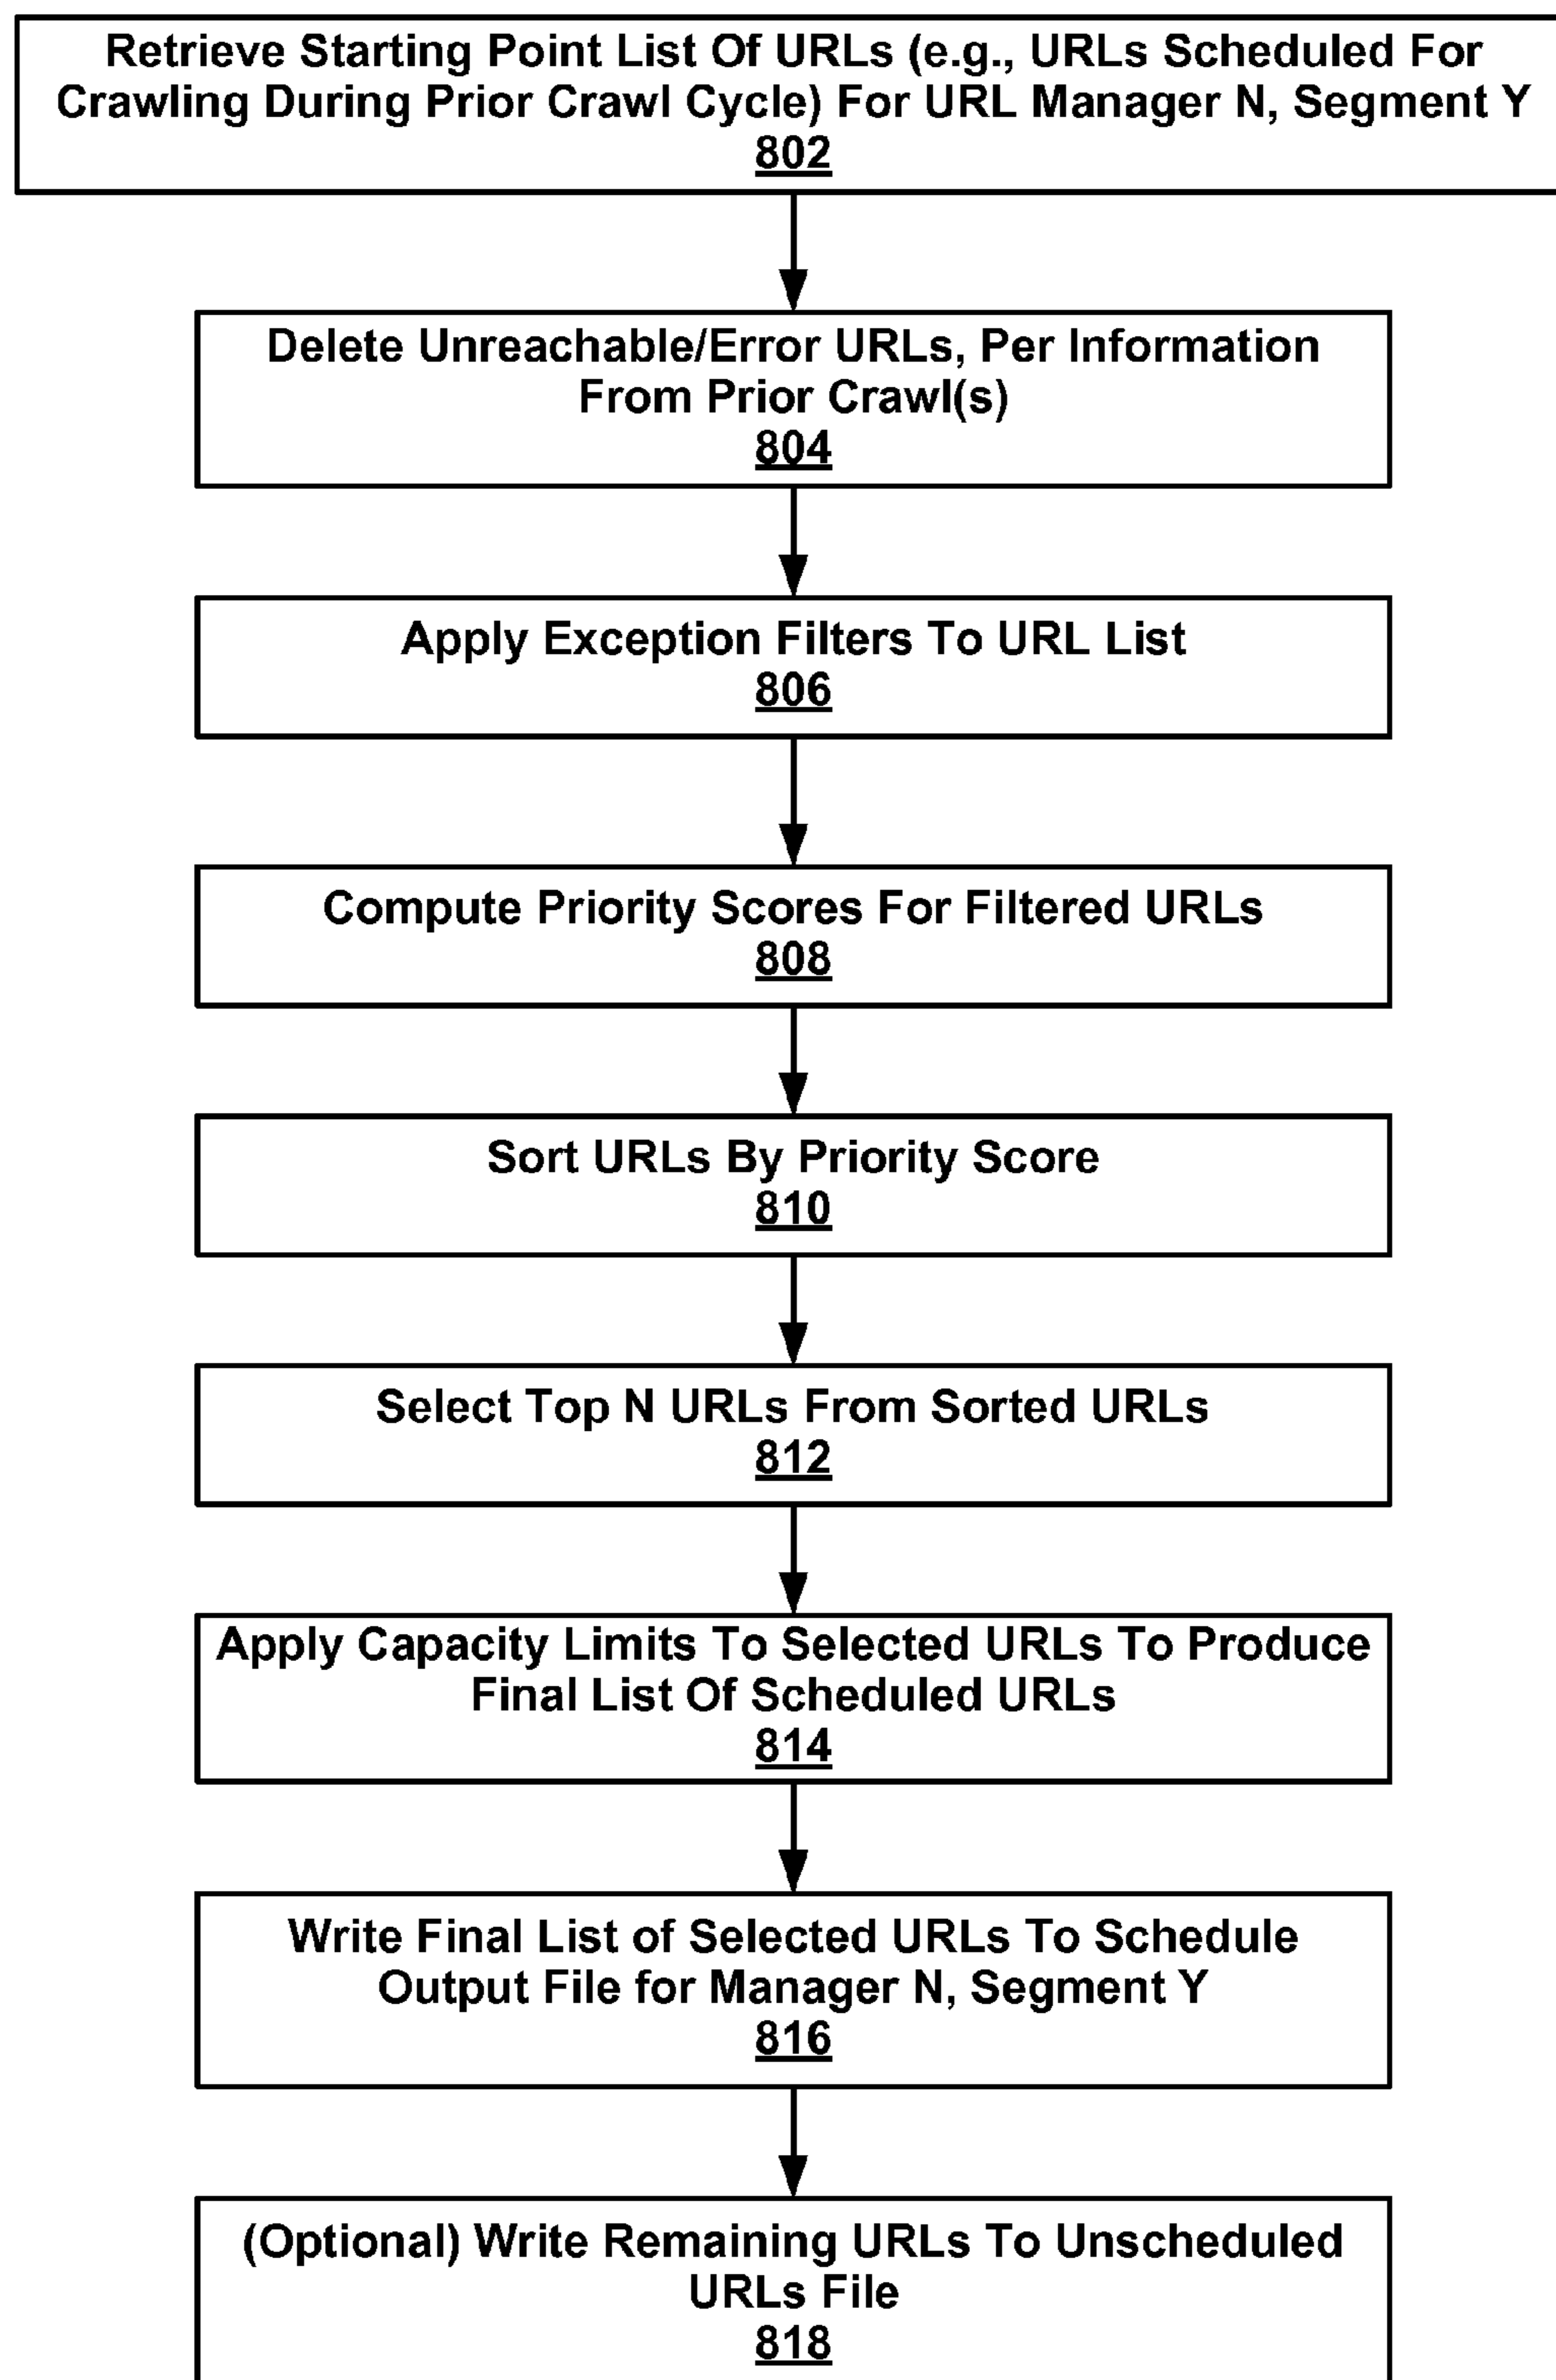 Retrieve Starting Point List Of URLs (e.g., URLs Scheduled For
Crawling During Prior Crawl Cycle) For URL Manager N, Segment Y
802
Delete Unreachable/Error URLs, Per Information
From Prior Crawl(s)
804
Apply Exception Filters To URL List
806
Compute Priority Scores For Filtered URLs
808
Sort URLs By Priority Score
810
Select Top N URLs From Sorted URLs
812
Apply Capacity Limits To Selected URLs To Produce
Final List Of Scheduled URLs
814
Write Final List of Selected URLs To Schedule
Output File for Manager N, Segment Y
816
(Optional) Write Remaining URLs To Unscheduled
URLs File
818